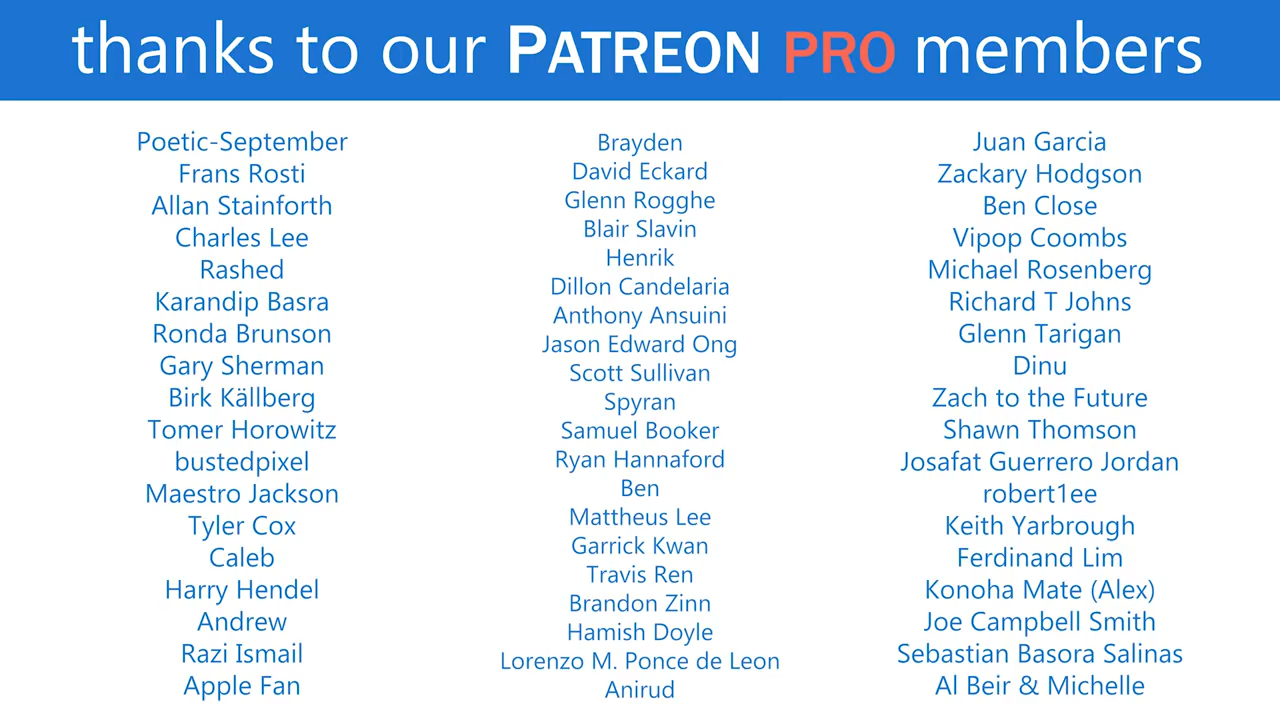 thanks to our PATREON PRO members
Poetic-September
Frans Rosti
Allan Stainforth
Charles Lee
Rashed
Karandip Basra
Ronda Brunson
Gary Sherman
Birk Källberg
Tomer Horowitz
bustedpixel
Maestro Jackson
Tyler Cox
Caleb
Harry Hendel
Andrew
Razi Ismail
Apple Fan
Brayden
David Eckard
Glenn Rogghe
Blair Slavin
Henrik
Dillon Candelaria
Anthony Ansuini
Jason Edward Ong
Scott Sullivan
Spyran
Samuel Booker
Ryan Hannaford
Ben
Mattheus Lee
Garrick Kwan
Travis Ren
Brandon Zinn
Hamish Doyle
Lorenzo M. Ponce de Leon
Anirud
Juan Garcia
Zackary Hodgson
Ben Close
Vipop Coombs
Michael Rosenberg
Richard T Johns
Glenn Tarigan
Dinu
Zach to the Future
Shawn Thomson
Josafat Guerrero Jordan
robert1ee
Keith Yarbrough
Ferdinand Lim
Konoha Mate (Alex)
Joe Campbell Smith
Sebastian Basora Salinas
Al Beir & Michelle